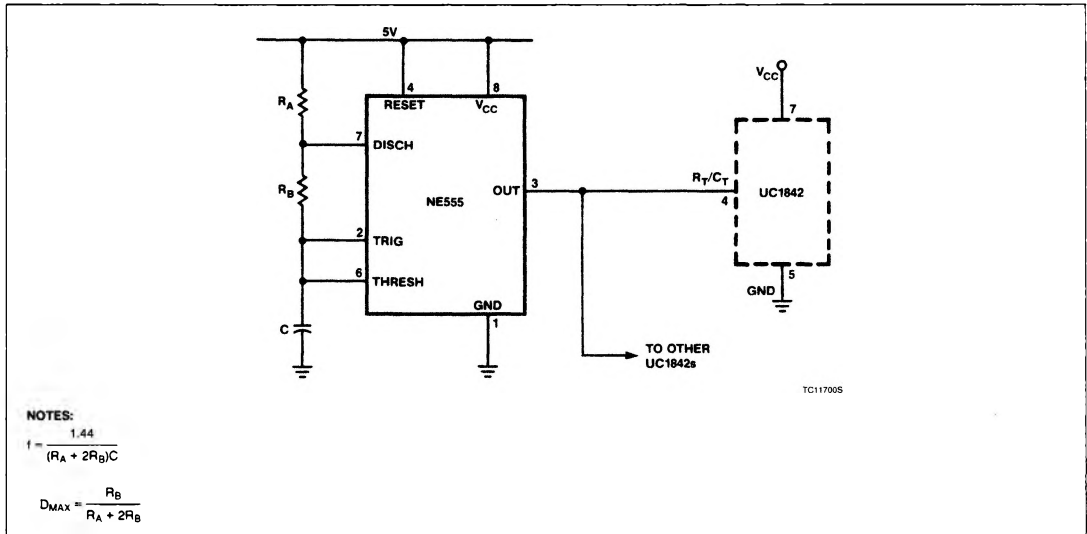 5V
4
8
RESET
VCC
RA
7
DISCH
RB
NE555
OUT
3
2
TRIG
6
THRESH
GND
1
C
VCC
7
RT/CT
4
UC1842
5
GND
TO OTHER
UC1842s
TC11700S
NOTES:
f = 1.44 / (RA + 2RB)C
DMAX = RB / RA + 2RB